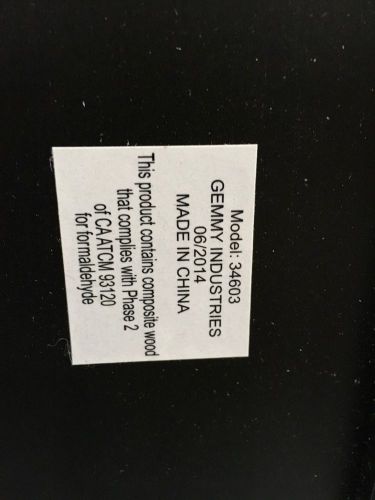 Model: 34603
GEMMY INDUSTRIES
06/2014
MADE IN CHINA
This product contains composite wood
that complies with Phase 2
of CA ATCM 93120
for formaldehyde